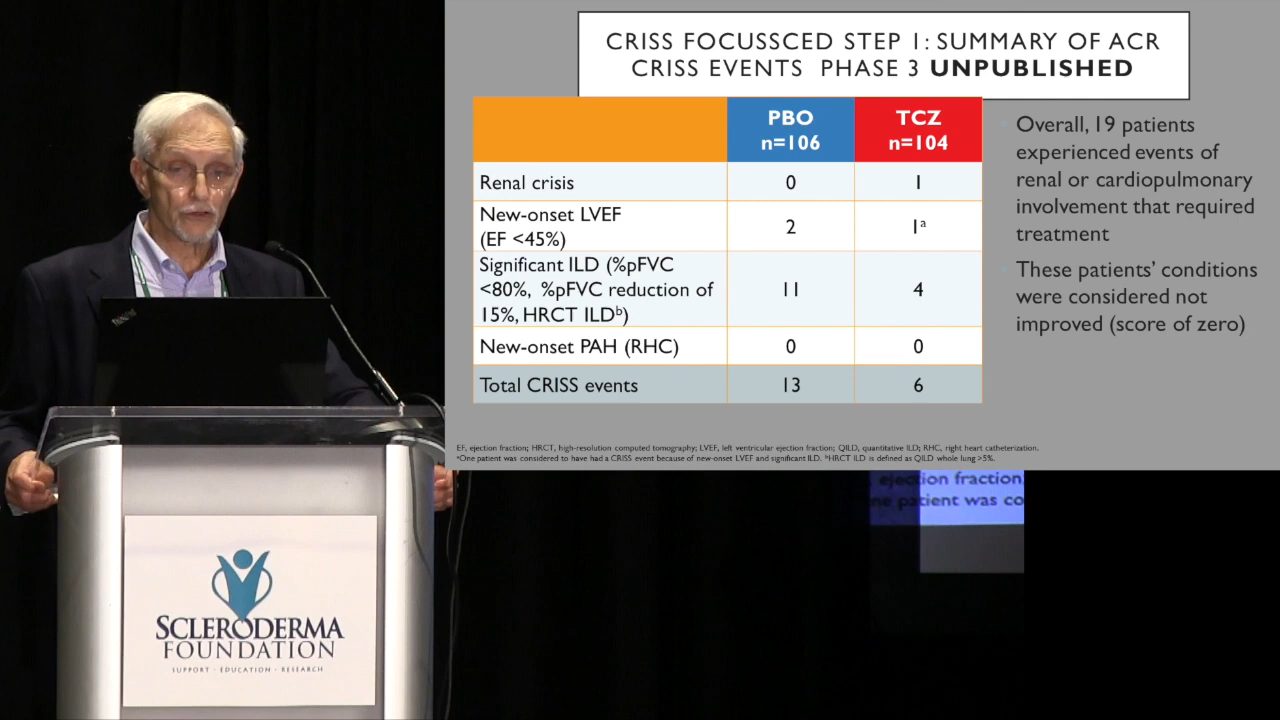 CRISS FOCUSSCED STEP 1: SUMMARY OF ACR
CRISS EVENTS PHASE 3 UNPUBLISHED
PBO
n=106
TCZ
n=104
Renal crisis
0
1
New-onset LVEF
(EF <45%)
2
1ᵃ
Significant ILD (%pFVC
<80%, %pFVC reduction of
15%, HRCT ILDᵇ)
11
4
New-onset PAH (RHC)
0
0
Total CRISS events
13
6
Overall, 19 patients
experienced events of
renal or cardiopulmonary
involvement that required
treatment
These patients' conditions
were considered not
improved (score of zero)
EF, ejection fraction; HRCT, high-resolution computed tomography; LVEF, left ventricular ejection fraction; QILD, quantitative ILD; RHC, right heart catheterization.
ᵃOne patient was considered to have had a CRISS event because of new-onset LVEF and significant ILD. ᵇHRCT ILD is defined as QILD whole lung >5%.
ejection fraction
patient was co
SCLERODERMA
FOUNDATION
SUPPORT · EDUCATION · RESEARCH